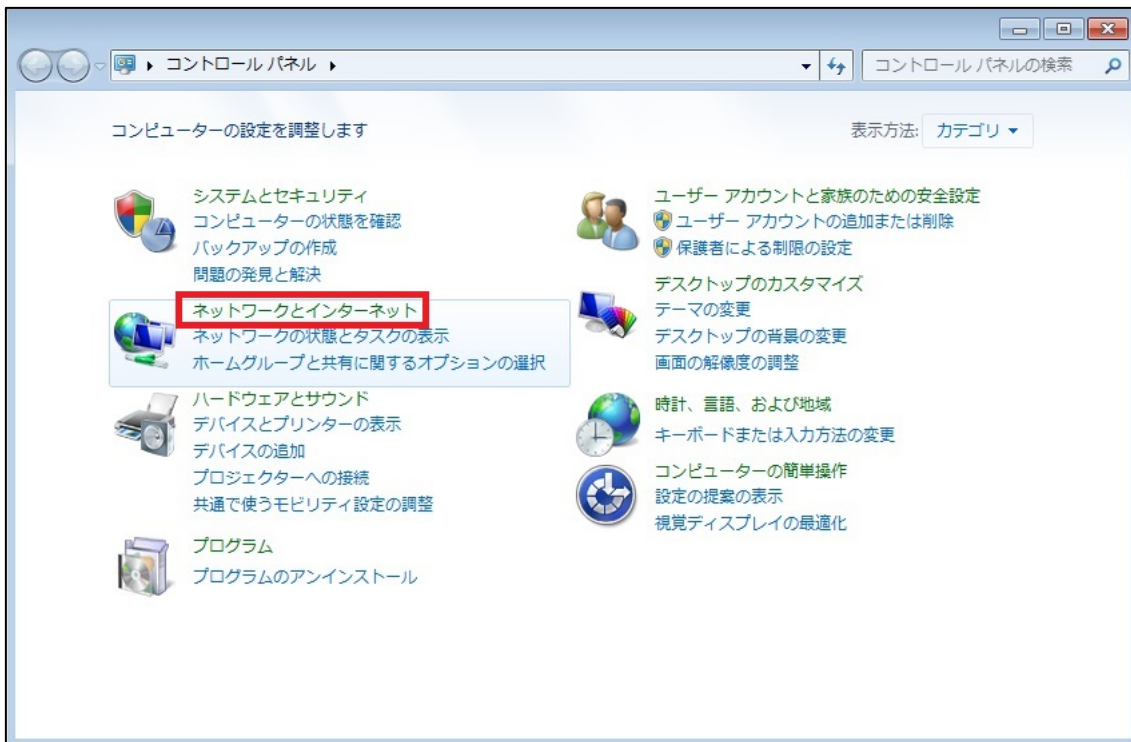 コントロール パネル
コントロール パネルの検索
コンピューターの設定を調整します
表示方法: カテゴリ
システムとセキュリティ
コンピューターの状態を確認
バックアップの作成
問題の発見と解決
ネットワークとインターネット
ネットワークの状態とタスクの表示
ホームグループと共有に関するオプションの選択
ハードウェアとサウンド
デバイスとプリンターの表示
デバイスの追加
プロジェクターへの接続
共通で使うモビリティ設定の調整
プログラム
プログラムのアンインストール
ユーザー アカウントと家族のための安全設定
ユーザー アカウントの追加または削除
保護者による制限の設定
デスクトップのカスタマイズ
テーマの変更
デスクトップの背景の変更
画面の解像度の調整
時計、言語、および地域
キーボードまたは入力方法の変更
コンピューターの簡単操作
設定の提案の表示
視覚ディスプレイの最適化